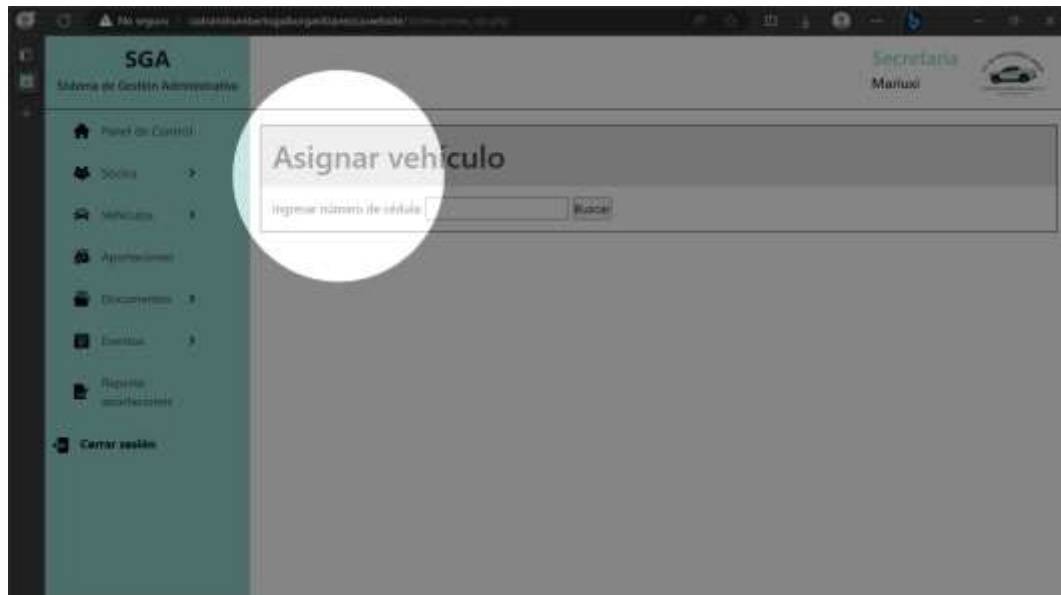 No seguro
SGA
Sistema de Gestión Administrativa
Secretaria
Mariuxi
Panel de Control
Socios
Vehículos
Aportaciones
Documentos
Eventos
Reporte
aportaciones
Cerrar sesión
Asignar vehículo
Ingresar número de cédula:
Buscar